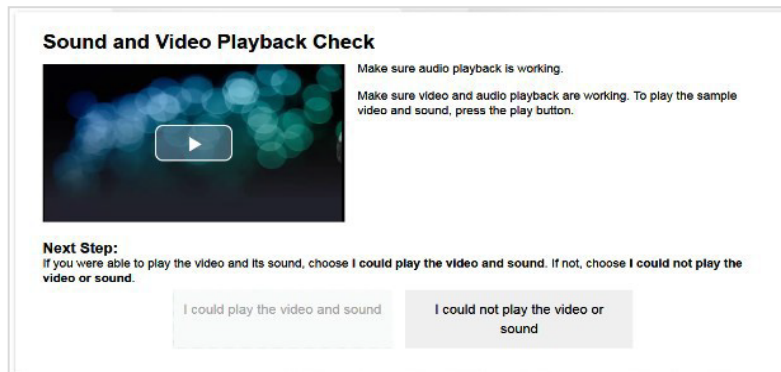 Sound and Video Playback Check
Make sure audio playback is working.
Make sure video and audio playback are working. To play the sample
video and sound, press the play button.
Next Step:
If you were able to play the video and its sound, choose I could play the video and sound. If not, choose I could not play the
video or sound.
I could play the video and sound
I could not play the video or
sound